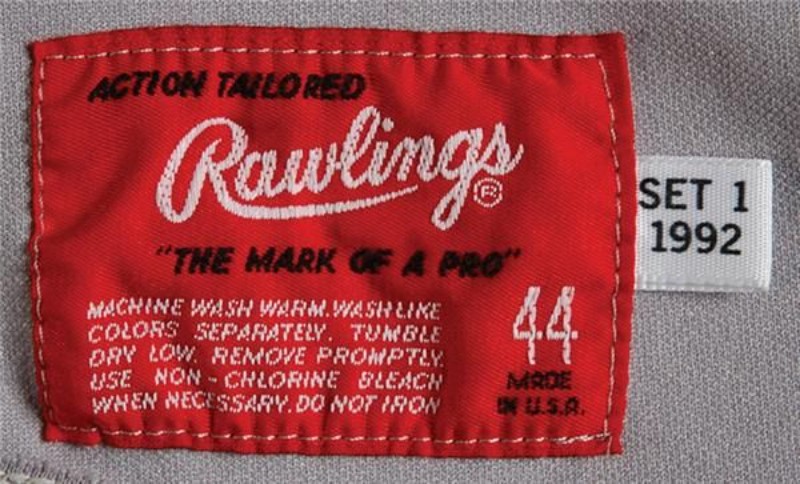 ACTION TAILORED
Rawlings®
"THE MARK OF A PRO"
MACHINE WASH WARM. WASH LIKE
COLORS SEPARATELY. TUMBLE
DRY LOW. REMOVE PROMPTLY
USE NON-CHLORINE BLEACH
WHEN NECESSARY. DO NOT IRON
44
MADE
IN U.S.A.
SET 1
1992